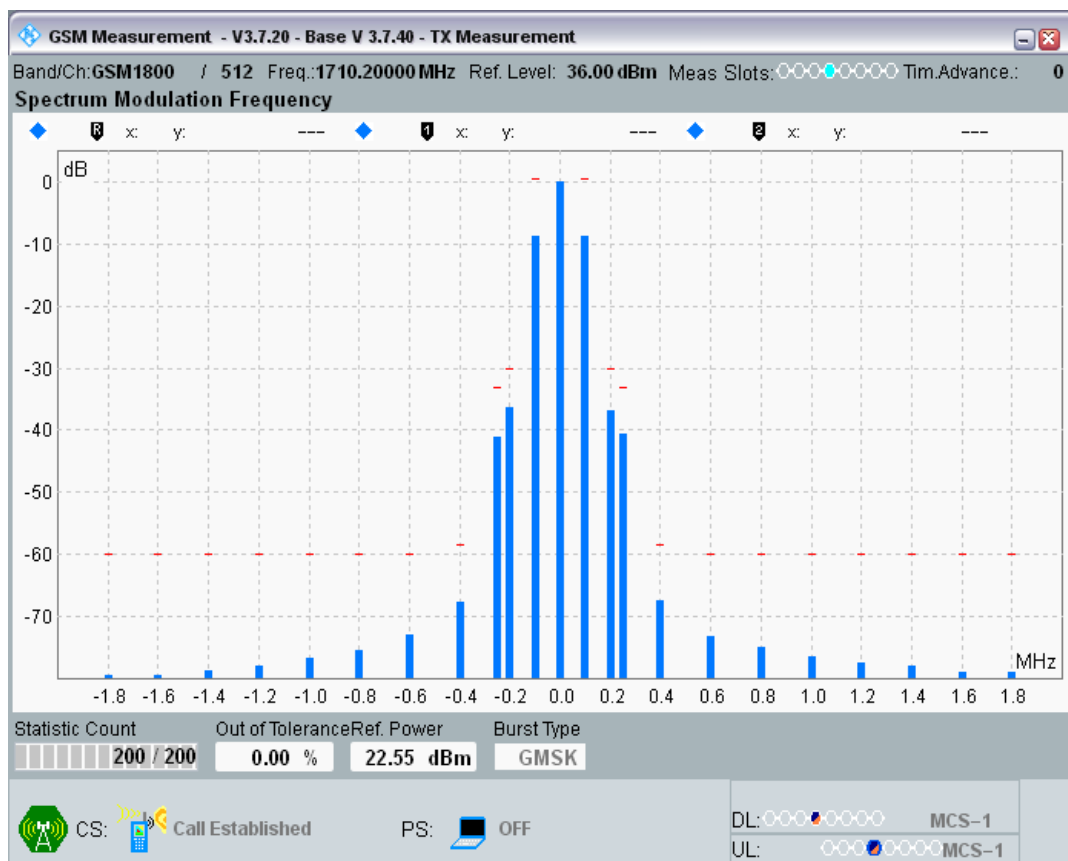 GSM Measurement - V3.7.20 - Base V 3.7.40 - TX Measurement
Band/Ch:GSM1800 / 512 Freq.:1710.20000 MHz Ref. Level: 36.00 dBm Meas Slots: Tim.Advance.: 0
Spectrum Modulation Frequency
R x: y: --- 1 x: y: --- 2 x: y: ---
dB
0
-10
-20
-30
-40
-50
-60
-70
MHz
-1.8 -1.6 -1.4 -1.2 -1.0 -0.8 -0.6 -0.4 -0.2 0.0 0.2 0.4 0.6 0.8 1.0 1.2 1.4 1.6 1.8
Statistic Count Out of Tolerance Ref. Power Burst Type
200 / 200 0.00 % 22.55 dBm GMSK
CS: Call Established PS: OFF DL: MCS-1
UL: MCS-1